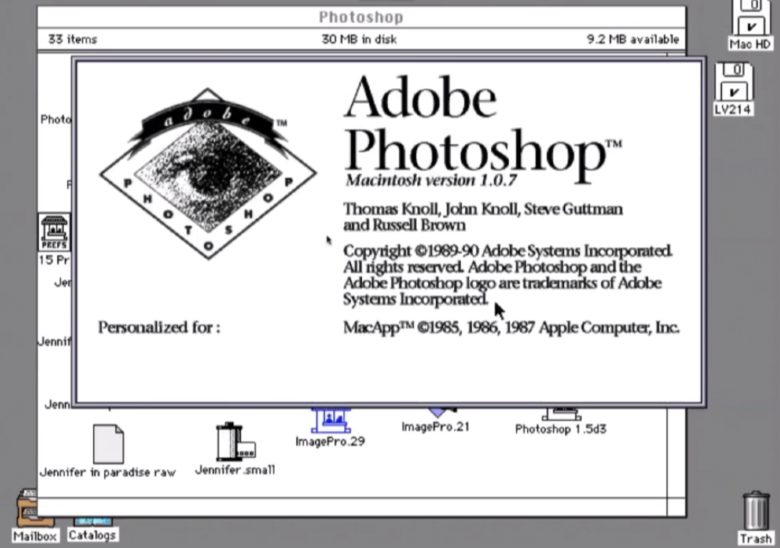 Photoshop
33 items 30 MB in disk 9.2 MB available
Mac HD
LV214
adobe™
PHOTOSHOP
Adobe
Photoshop™
Macintosh version 1.0.7
Thomas Knoll, John Knoll, Steve Guttman
and Russell Brown
Copyright ©1989-90 Adobe Systems Incorporated.
All rights reserved. Adobe Photoshop and the
Adobe Photoshop logo are trademarks of Adobe
Systems Incorporated.
Personalized for :
MacApp™ ©1985, 1986, 1987 Apple Computer, Inc.
Photo
P
PREFS
15 Pr
Jer
Jennif
Jenn
ImagePro.29
ImagePro.21
Photoshop 1.5d3
Jennifer in paradise raw
Jennifer.small
Mailbox
Catalogs
Trash